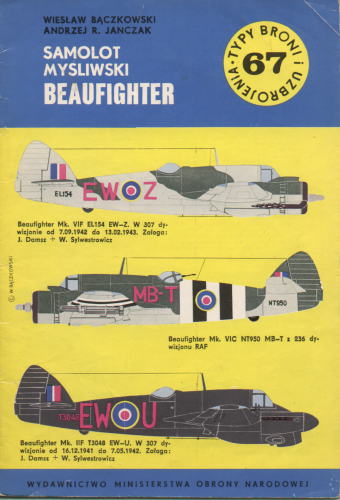 WIESŁAW BĄCZKOWSKI
ANDRZEJ R. JANCZAK
SAMOLOT
MYŚLIWSKI
BEAUFIGHTER
TYPY BRONI i UZBROJENIA
67
EL154
EW Z
Beaufighter Mk. VIF EL154 EW–Z. W 307 dy-
wizjonie od 7.09.1942 do 13.02.1943. Załoga:
J. Damsz + W. Sylwestrowicz
© W. BĄCZKOWSKI
MB-T
NT950
Beaufighter Mk. VIC NT950 MB–T z 236 dy-
wizjonu RAF
T3048
EW U
Beaufighter Mk. IIF T3048 EW–U. W 307 dy-
wizjonie od 16.12.1941 do 7.05.1942. Załoga:
J. Damsz + W. Sylwestrowicz
WYDAWNICTWO MINISTERSTWA OBRONY NARODOWEJ